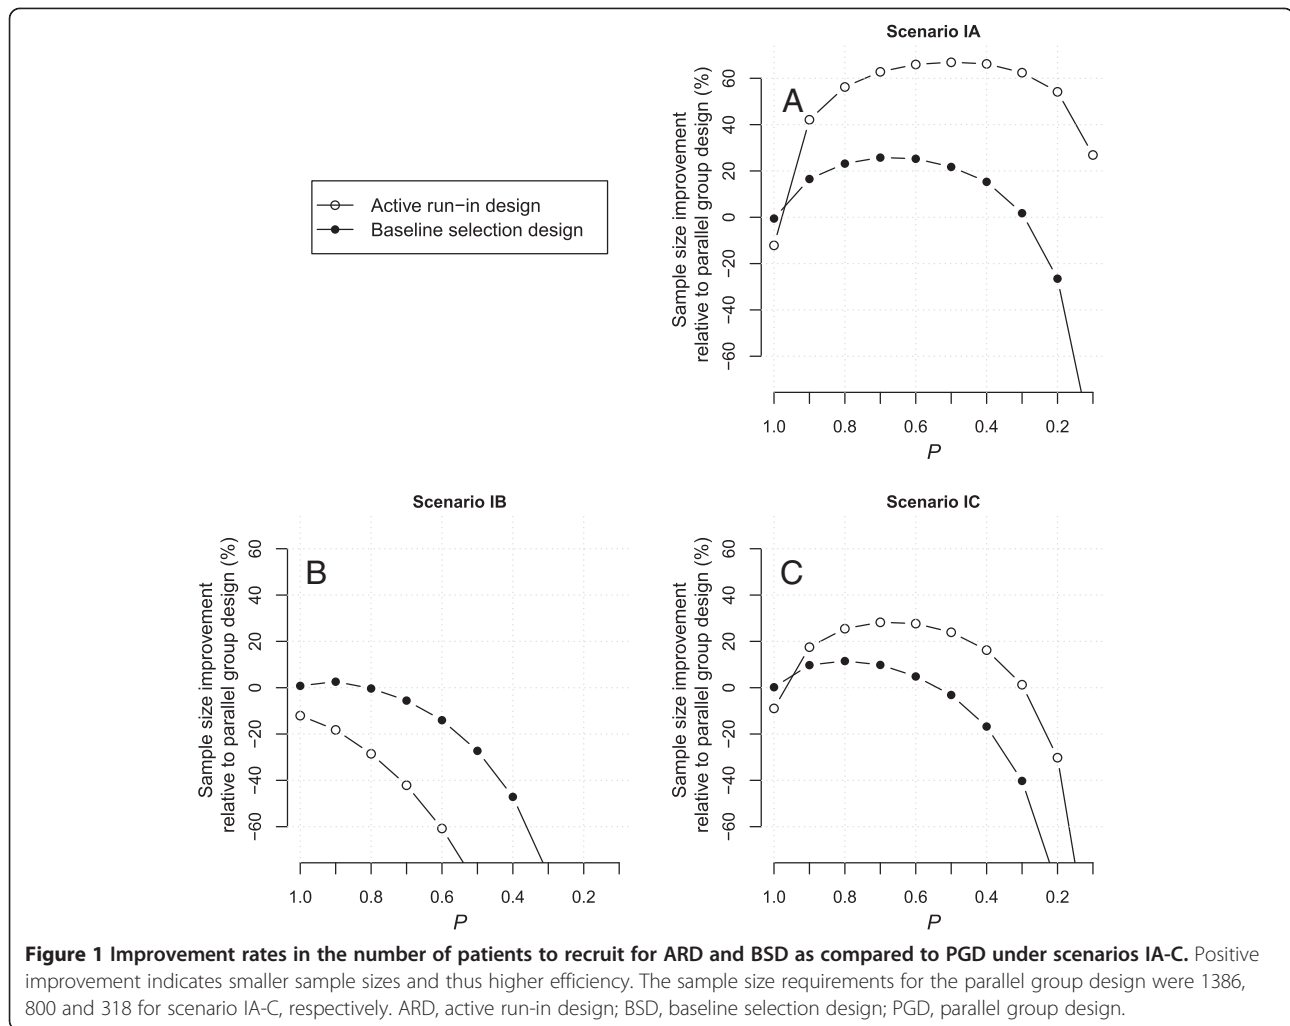 Scenario IA
Sample size improvement
relative to parallel group design (%)
60
40
20
0
−20
−40
−60
A
1.0
0.8
0.6
0.4
0.2
P
Active run−in design
Baseline selection design
Scenario IB
Sample size improvement
relative to parallel group design (%)
60
40
20
0
−20
−40
−60
B
1.0
0.8
0.6
0.4
0.2
P
Scenario IC
Sample size improvement
relative to parallel group design (%)
60
40
20
0
−20
−40
−60
C
1.0
0.8
0.6
0.4
0.2
P
Figure 1 Improvement rates in the number of patients to recruit for ARD and BSD as compared to PGD under scenarios IA-C. Positive
improvement indicates smaller sample sizes and thus higher efficiency. The sample size requirements for the parallel group design were 1386,
800 and 318 for scenario IA-C, respectively. ARD, active run-in design; BSD, baseline selection design; PGD, parallel group design.